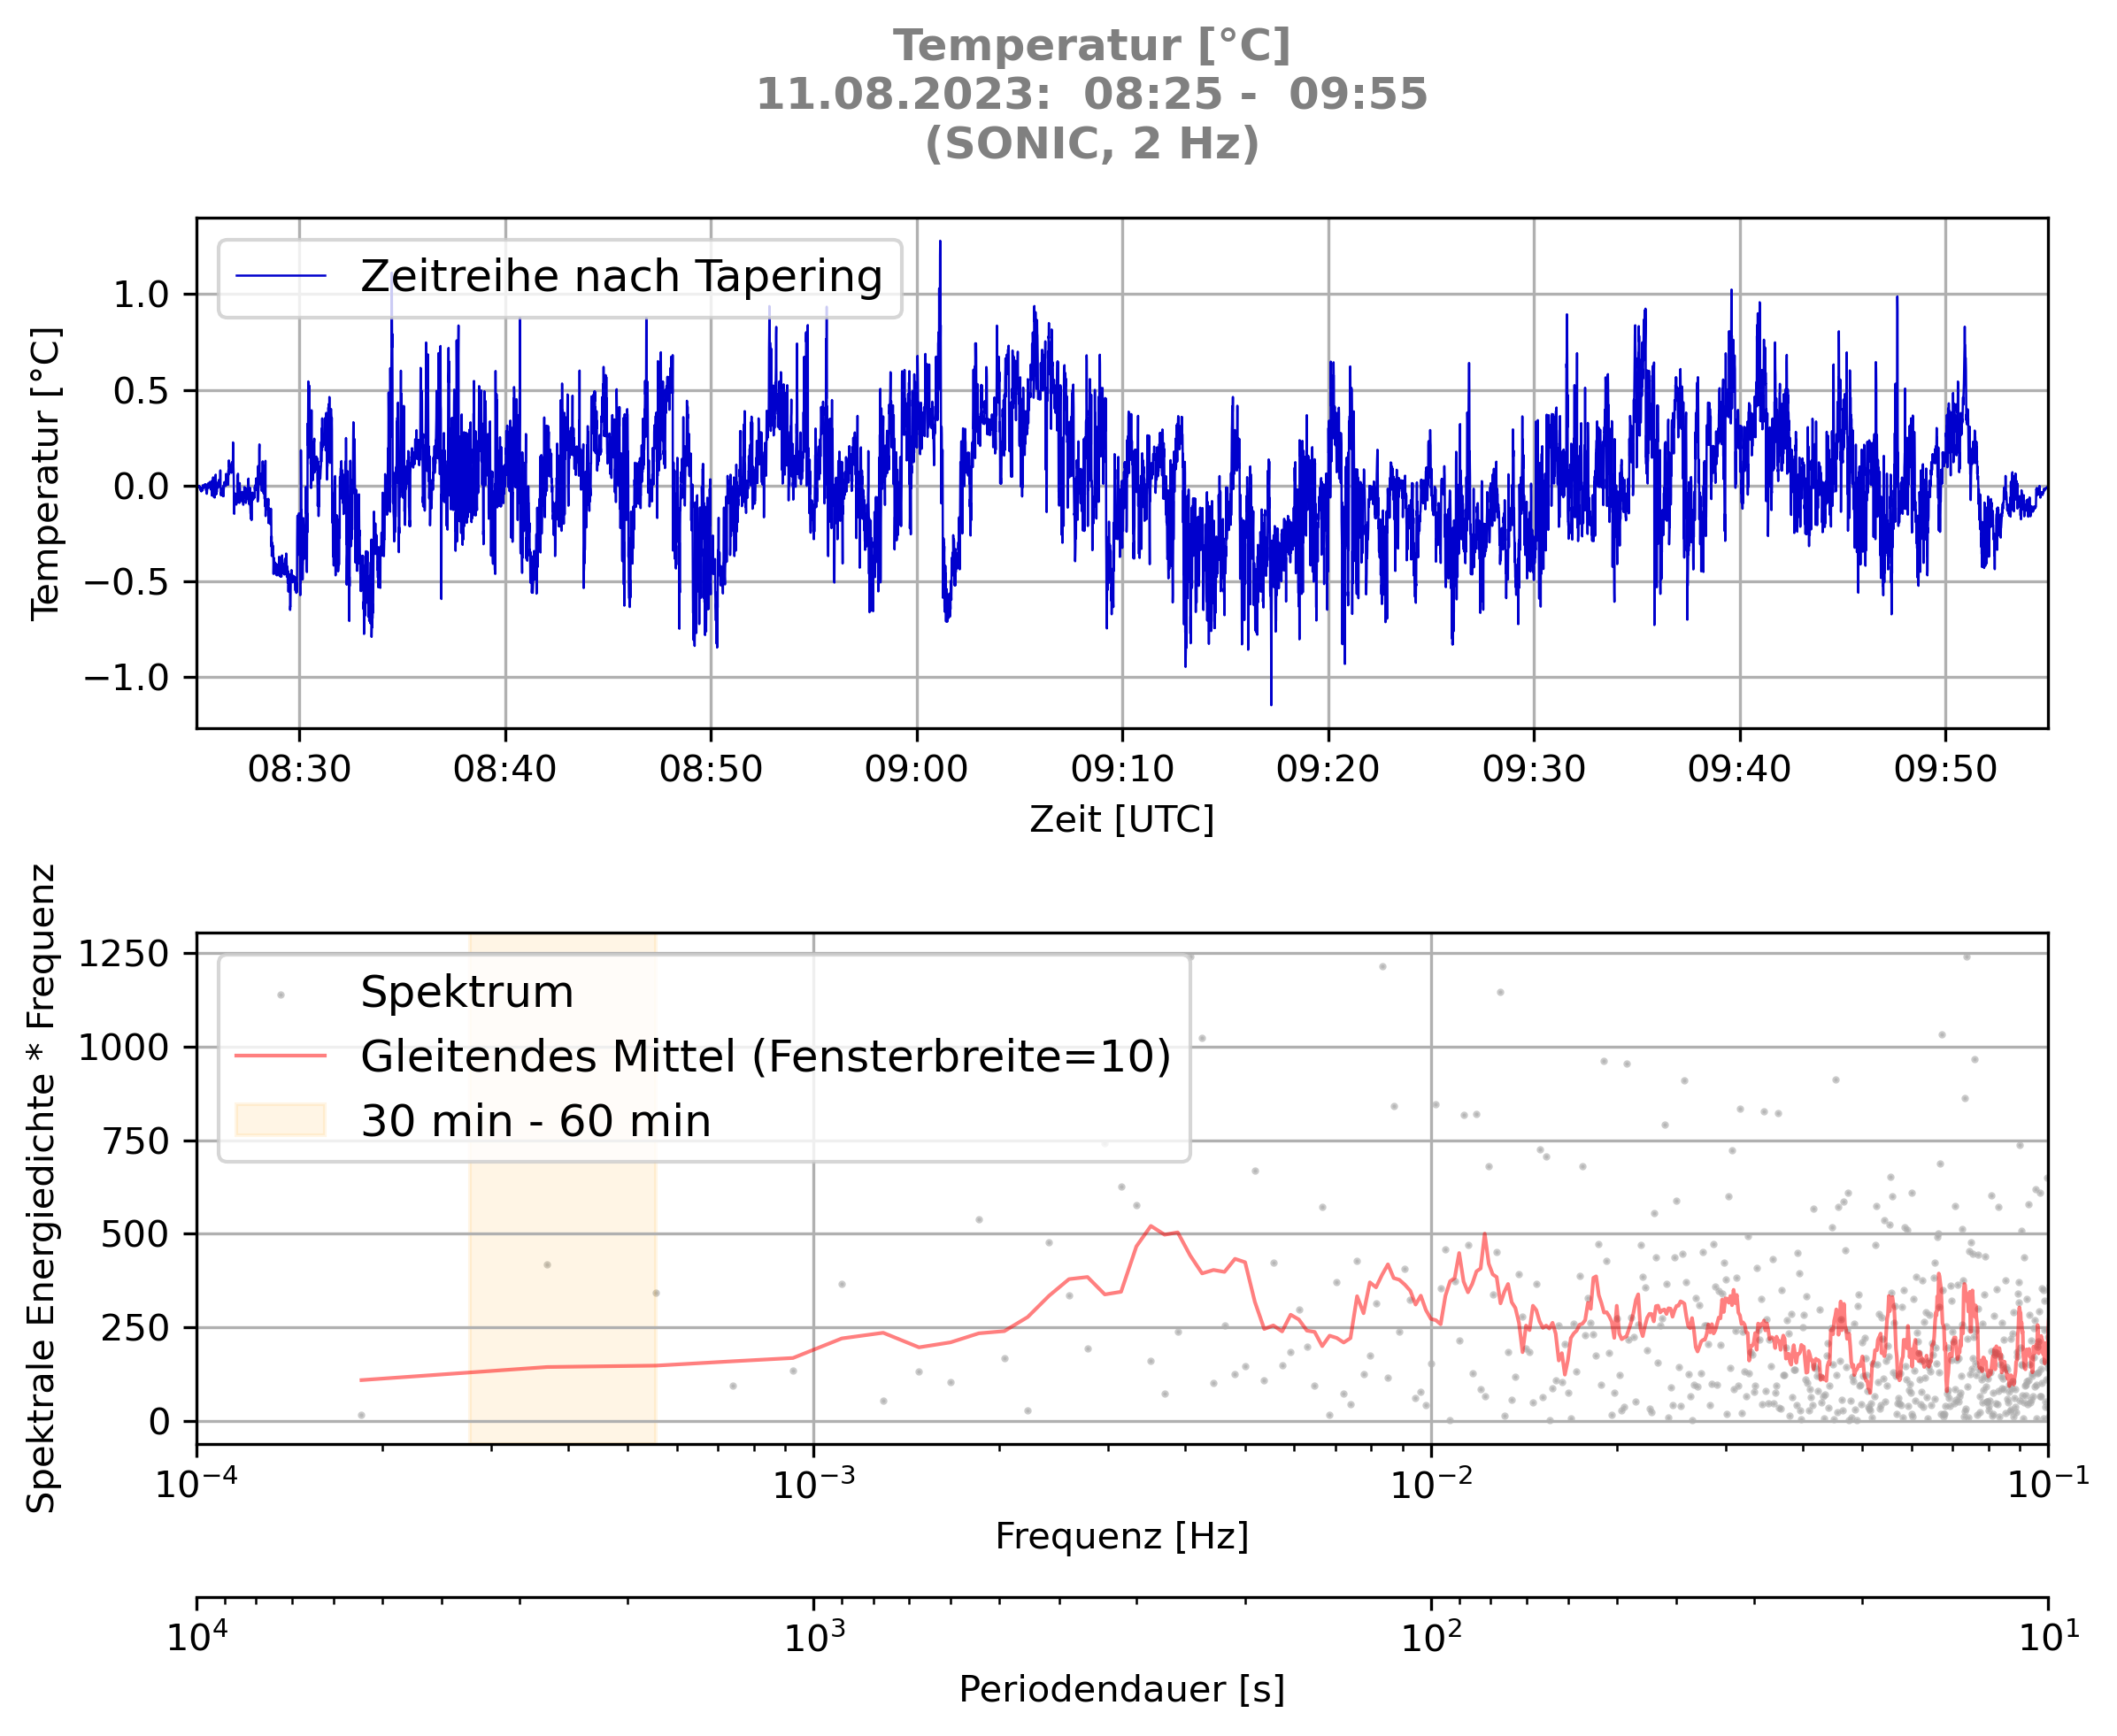 Temperatur [°C]
11.08.2023:  08:25 -  09:55
(SONIC, 2 Hz)
Zeitreihe nach Tapering
Temperatur [°C]
1.0
0.5
0.0
−0.5
−1.0
08:30 08:40 08:50 09:00 09:10 09:20 09:30 09:40 09:50
Zeit [UTC]
Spektrale Energiedichte * Frequenz
1250
1000
750
500
250
0
Spektrum
Gleitendes Mittel (Fensterbreite=10)
30 min - 60 min
10⁻⁴ 10⁻³ 10⁻² 10⁻¹
Frequenz [Hz]
10⁴ 10³ 10² 10¹
Periodendauer [s]